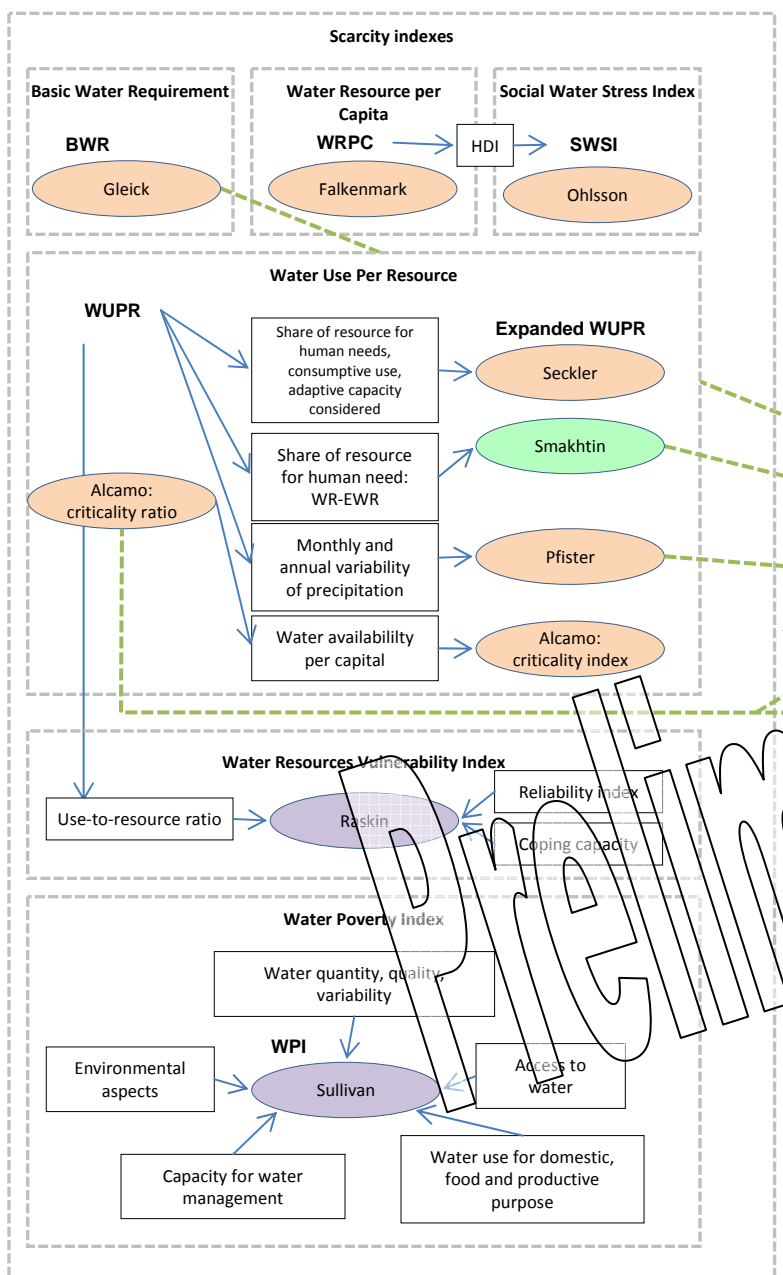 Scarcity indexes
Basic Water Requirement
BWR
Gleick
Water Resource per
Capita
WRPC
Falkenmark
HDI
Social Water Stress Index
SWSI
Ohlsson
Water Use Per Resource
WUPR
Share of resource for
human needs,
consumptive use,
adaptive capacity
considered
Expanded WUPR
Seckler
Share of resource
for human need:
WR-EWR
Smakhtin
Alcamo:
criticality ratio
Monthly and
annual variability
of precipitation
Pfister
Water availabililty
per capital
Alcamo:
criticality index
Water Resources Vulnerability Index
Use-to-resource ratio
Raskin
Reliability index
Coping capacity
Water Poverty Index
Water quantity, quality,
variability
WPI
Environmental
aspects
Sullivan
Access to
water
Capacity for water
management
Water use for domestic,
food and productive
purpose